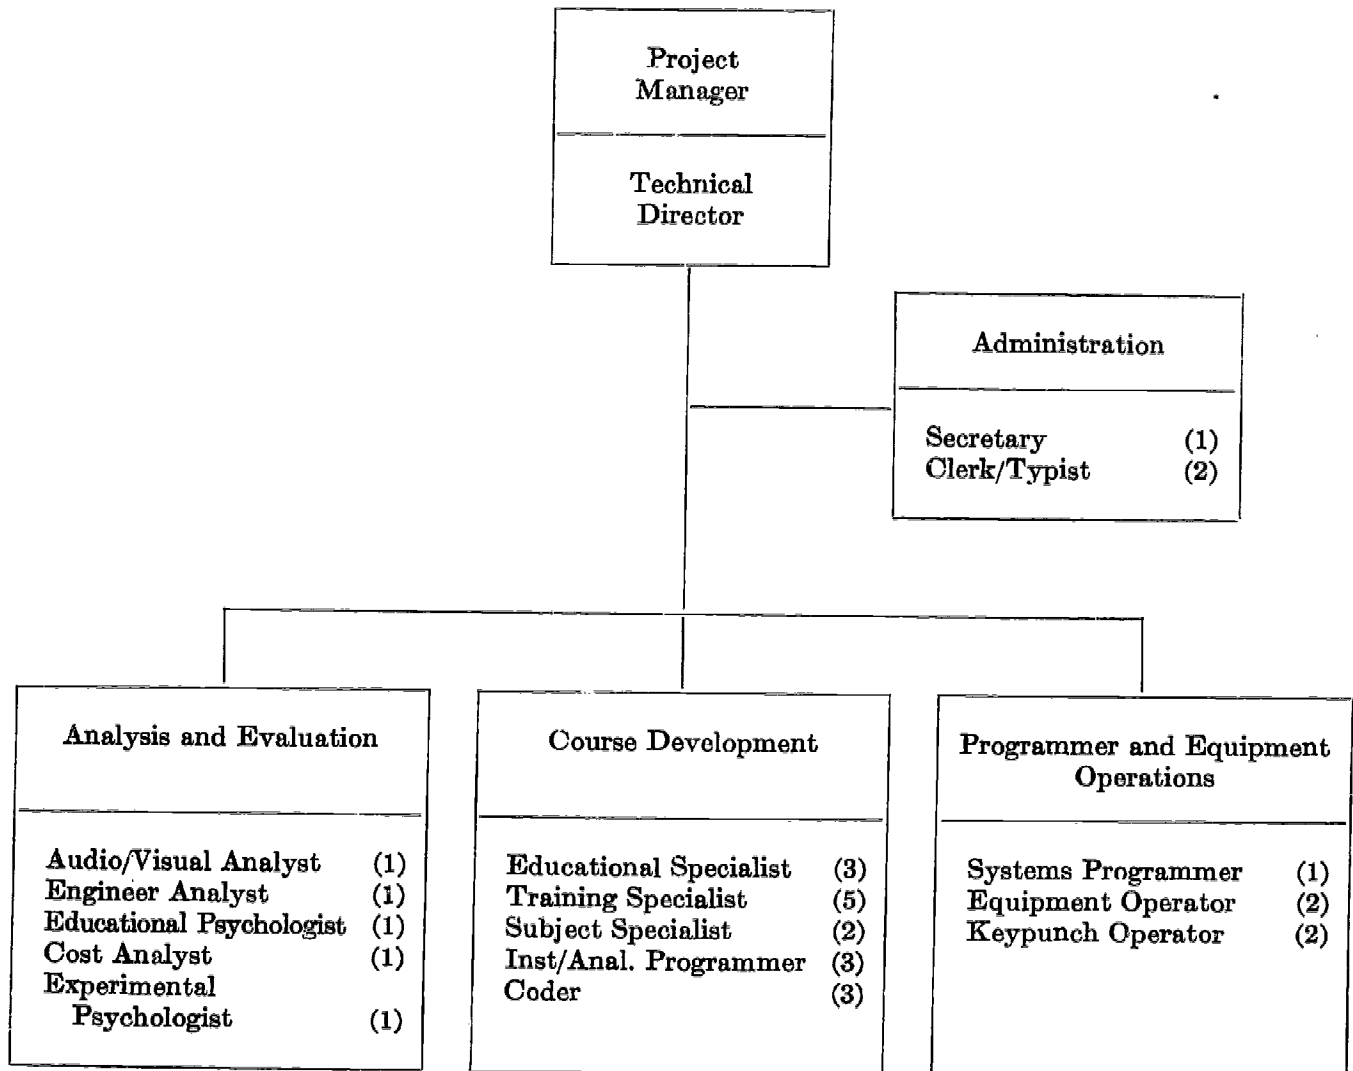 Project
Manager
Technical
Director
Administration
Secretary (1)
Clerk/Typist (2)
Analysis and Evaluation
Audio/Visual Analyst (1)
Engineer Analyst (1)
Educational Psychologist (1)
Cost Analyst (1)
Experimental
Psychologist (1)
Course Development
Educational Specialist (3)
Training Specialist (5)
Subject Specialist (2)
Inst/Anal. Programmer (3)
Coder (3)
Programmer and Equipment
Operations
Systems Programmer (1)
Equipment Operator (2)
Keypunch Operator (2)